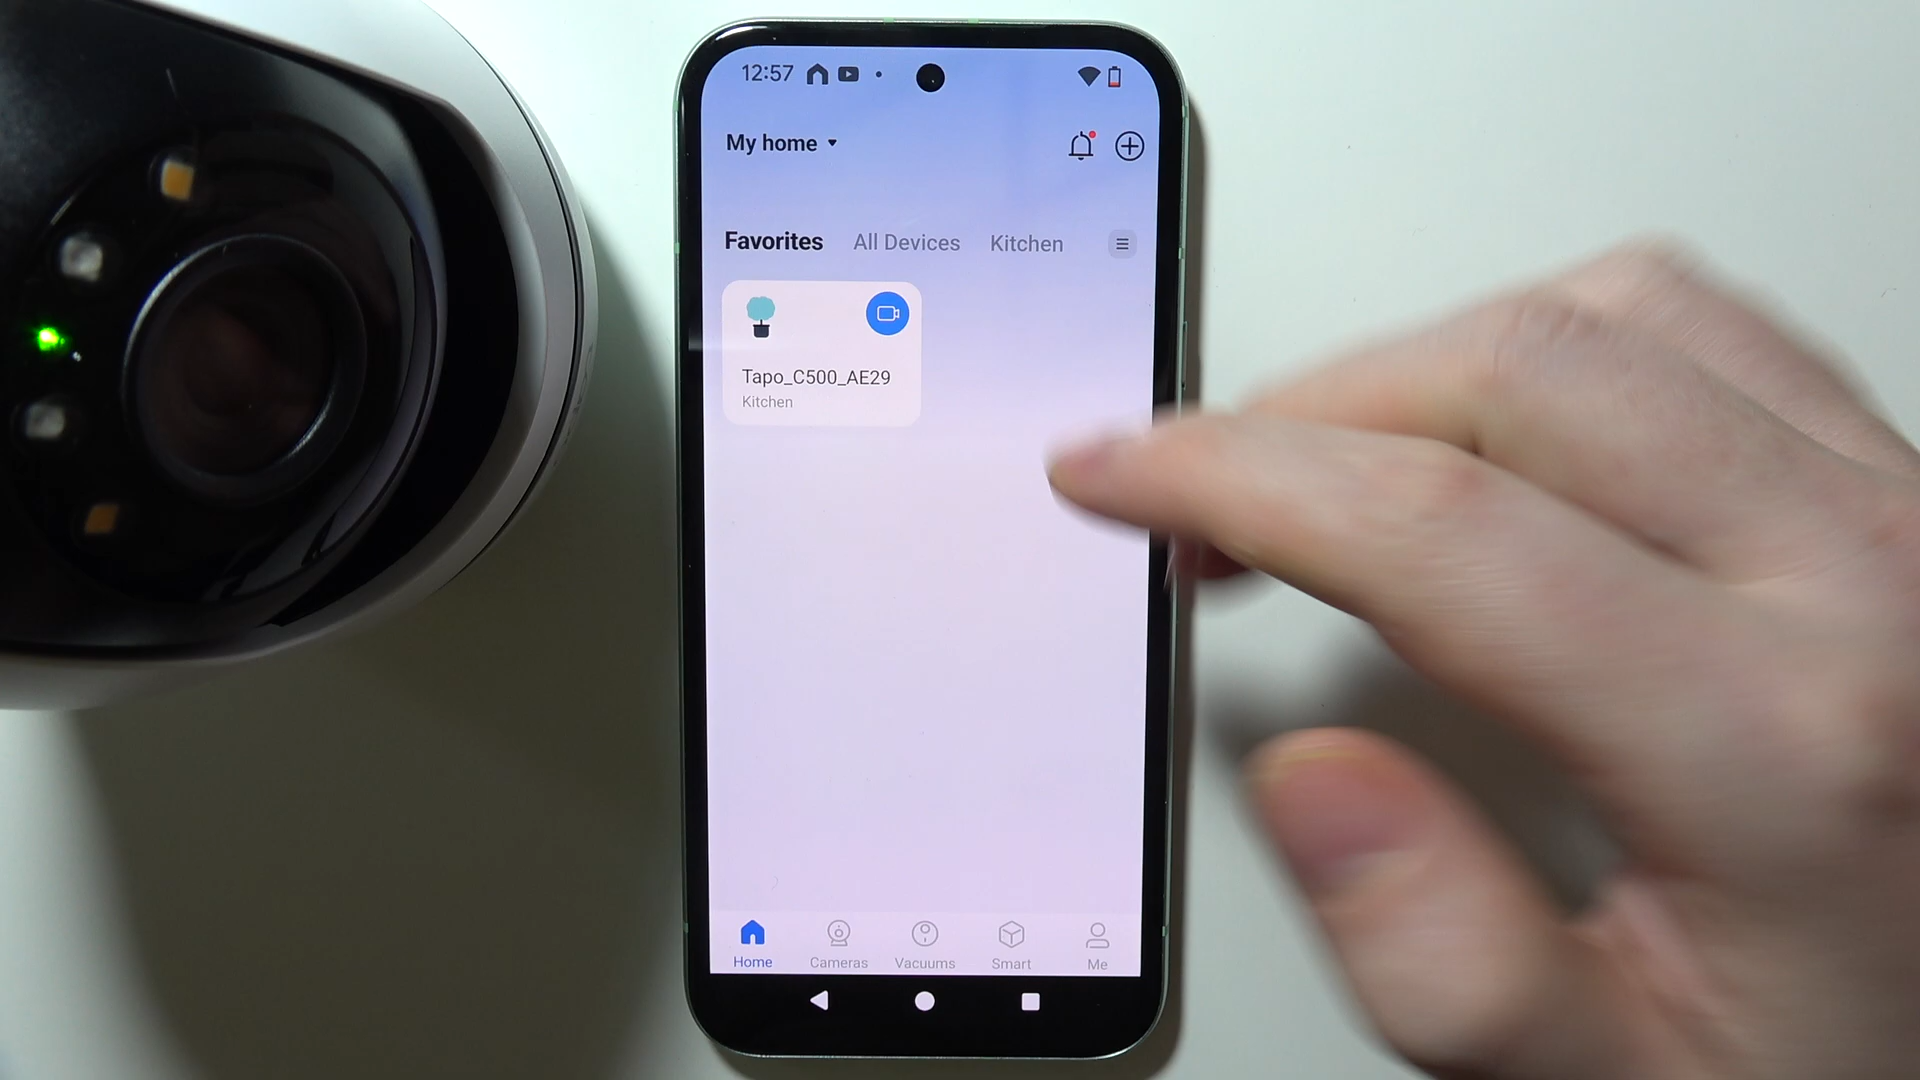 12:57
My home
Favorites All Devices Kitchen
Tapo_C500_AE29
Kitchen
Home Cameras Vacuums Smart Me